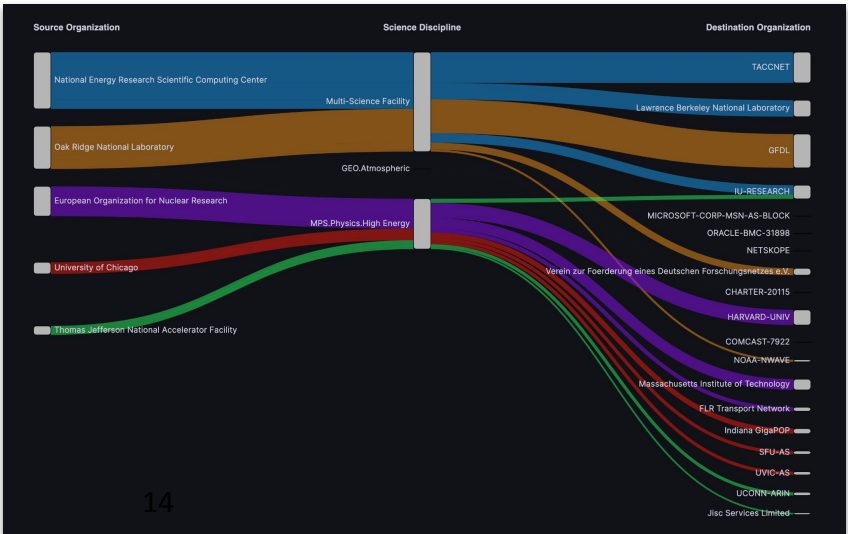 Source Organization
Science Discipline
Destination Organization
National Energy Research Scientific Computing Center
Oak Ridge National Laboratory
European Organization for Nuclear Research
University of Chicago
Thomas Jefferson National Accelerator Facility
Multi-Science Facility
GEO.Atmospheric
MPS.Physics.High Energy
TACCNET
Lawrence Berkeley National Laboratory
GFDL
IU-RESEARCH
MICROSOFT-CORP-MSN-AS-BLOCK
ORACLE-BMC-31898
NETSKOPE
Verein zur Foerderung eines Deutschen Forschungsnetzes e.V.
CHARTER-20115
HARVARD-UNIV
COMCAST-7922
NOAA-NWAVE
Massachusetts Institute of Technology
FLR Transport Network
Indiana GigaPOP
SFU-AS
UVIC-AS
UCONN-ARIN
Jisc Services Limited
14